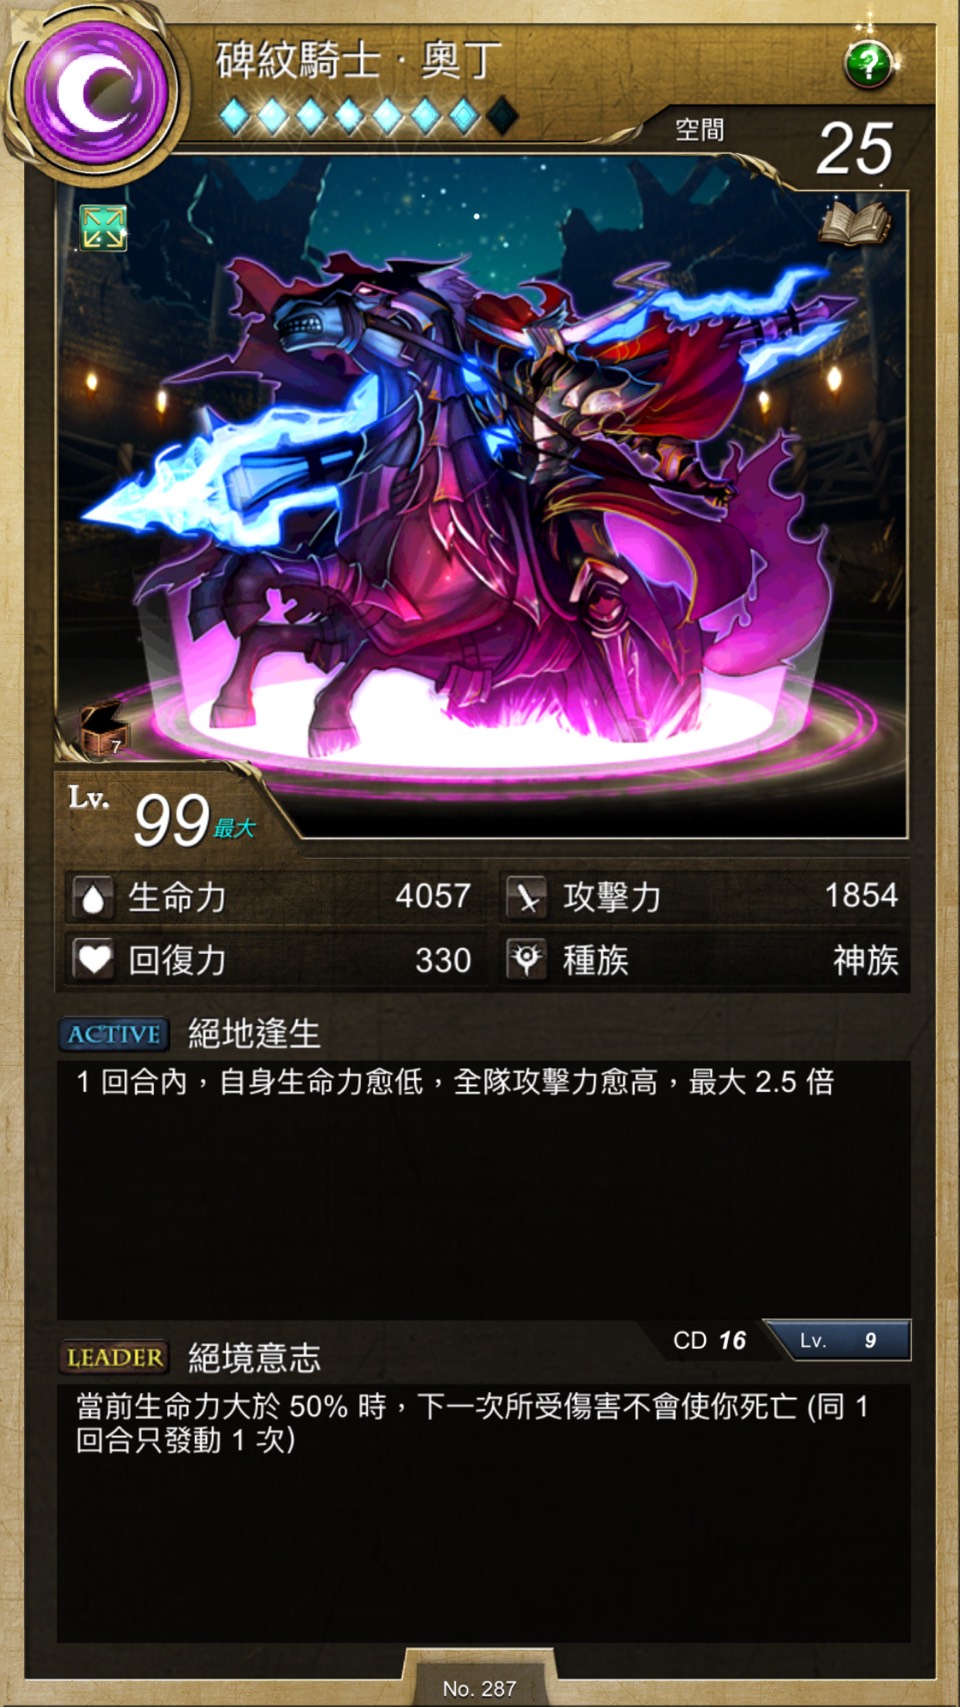 碑紋騎士 · 奧丁
?
空間
25
7
Lv. 99 最大
生命力 4057 攻擊力 1854
回復力 330 種族 神族
ACTIVE 絕地逢生
1 回合內，自身生命力愈低，全隊攻擊力愈高，最大 2.5 倍
CD 16 Lv. 9
LEADER 絕境意志
當前生命力大於 50% 時，下一次所受傷害不會使你死亡 (同 1
回合只發動 1 次)
No. 287